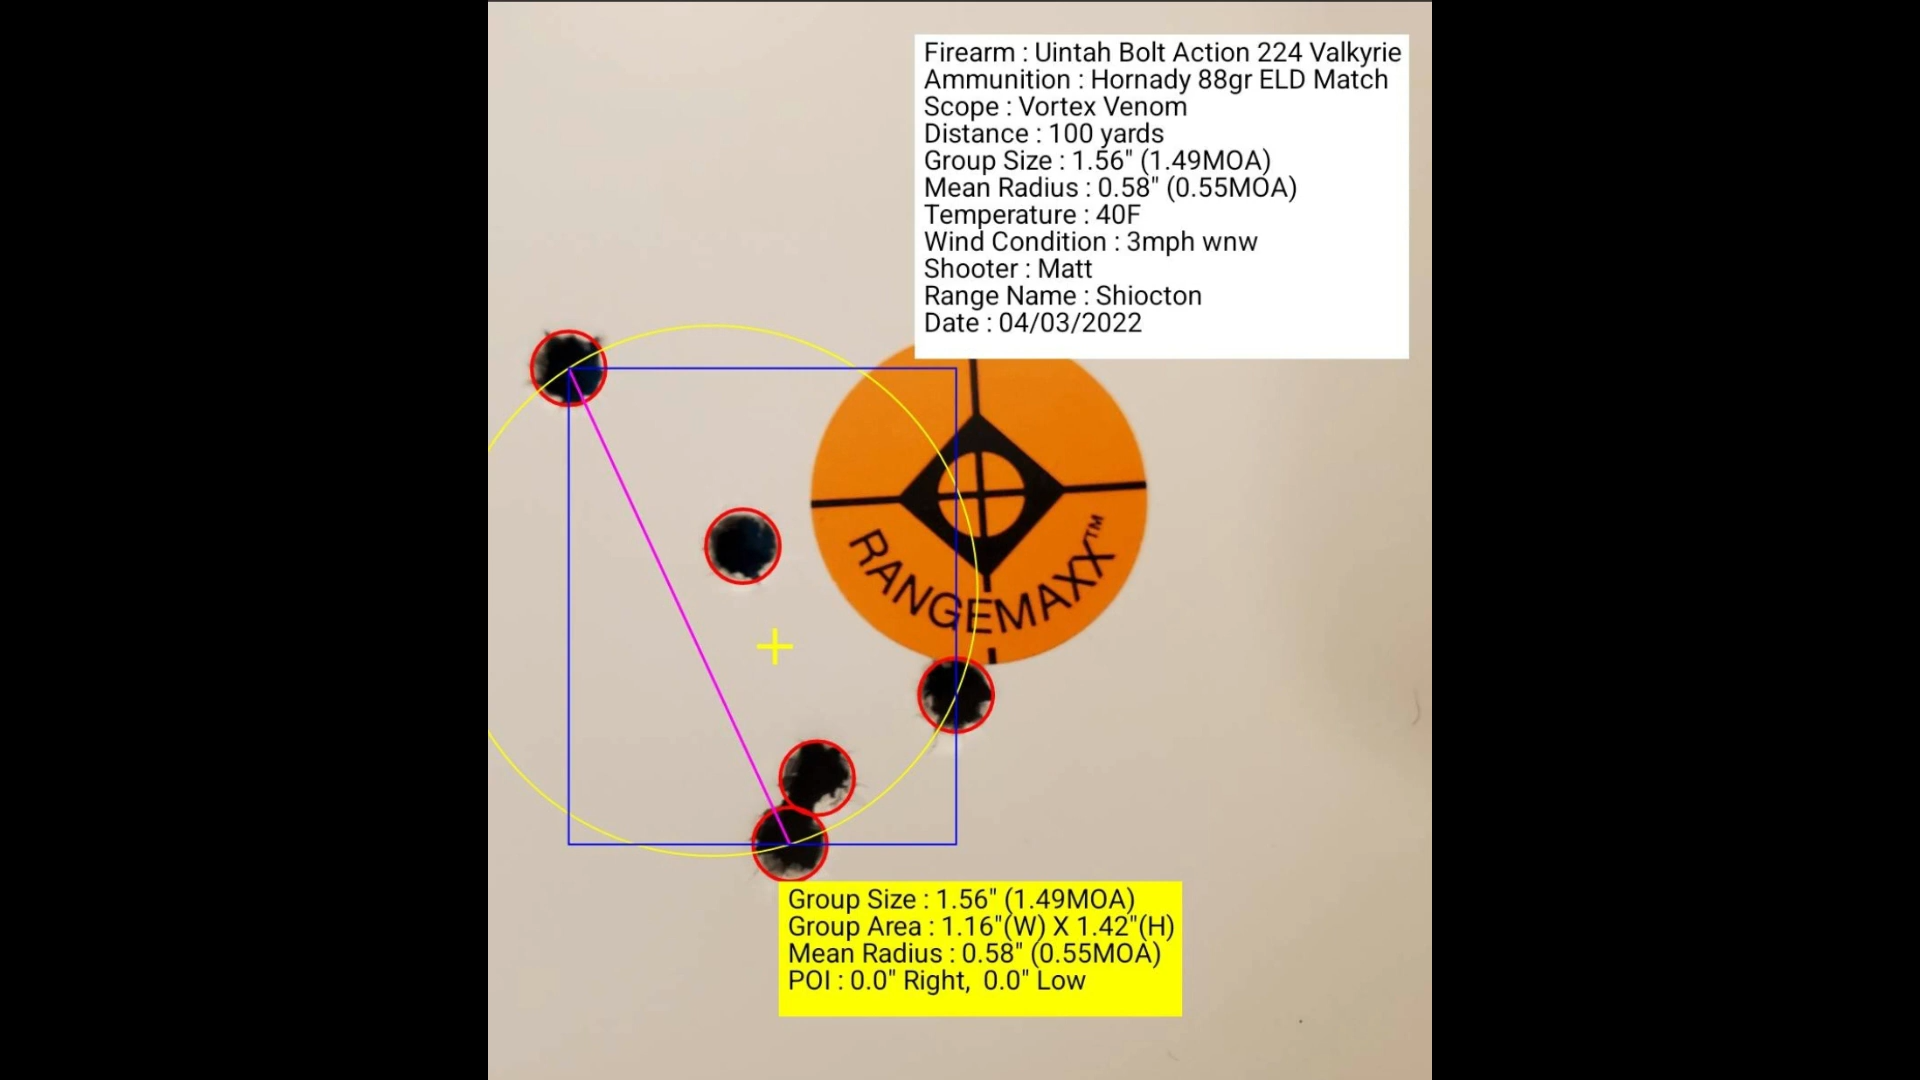 Firearm : Uintah Bolt Action 224 Valkyrie
Ammunition : Hornady 88gr ELD Match
Scope : Vortex Venom
Distance : 100 yards
Group Size : 1.56" (1.49MOA)
Mean Radius : 0.58" (0.55MOA)
Temperature : 40F
Wind Condition : 3mph wnw
Shooter : Matt
Range Name : Shiocton
Date : 04/03/2022
RANGEMAXX™
Group Size : 1.56" (1.49MOA)
Group Area : 1.16"(W) X 1.42"(H)
Mean Radius : 0.58" (0.55MOA)
POI : 0.0" Right,  0.0" Low